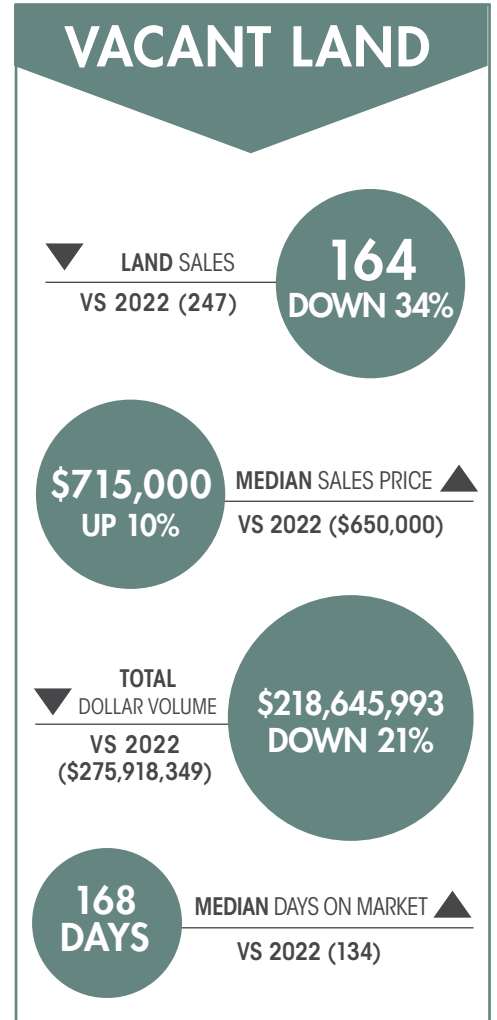 VACANT LAND
LAND SALES
VS 2022 (247)
164
DOWN 34%
$715,000
UP 10%
MEDIAN SALES PRICE
VS 2022 ($650,000)
TOTAL
DOLLAR VOLUME
VS 2022
($275,918,349)
$218,645,993
DOWN 21%
168
DAYS
MEDIAN DAYS ON MARKET
VS 2022 (134)